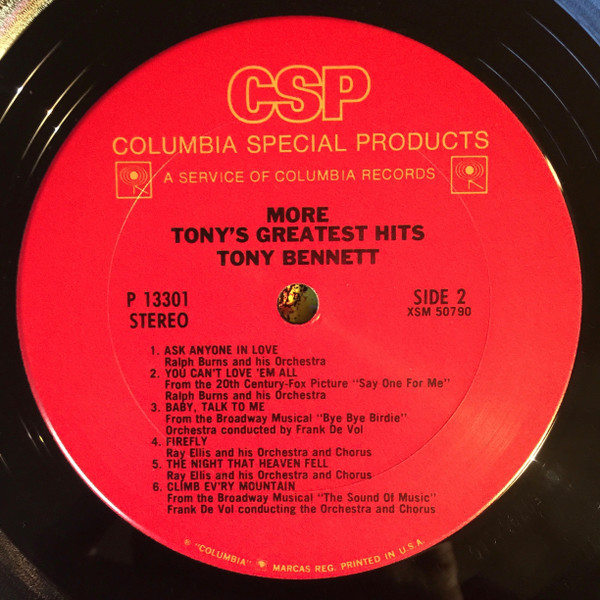 CSP
COLUMBIA SPECIAL PRODUCTS
A SERVICE OF COLUMBIA RECORDS
MORE
TONY'S GREATEST HITS
TONY BENNETT
P 13301
STEREO
SIDE 2
XSM 50790
1. ASK ANYONE IN LOVE
Ralph Burns and his Orchestra
2. YOU CAN'T LOVE 'EM ALL
From the 20th Century-Fox Picture "Say One For Me"
Ralph Burns and his Orchestra
3. BABY, TALK TO ME
From the Broadway Musical "Bye Bye Birdie"
Orchestra conducted by Frank De Vol
4. FIREFLY
Ray Ellis and his Orchestra and Chorus
5. THE NIGHT THAT HEAVEN FELL
Ray Ellis and his Orchestra and Chorus
6. CLIMB EV'RY MOUNTAIN
From the Broadway Musical "The Sound Of Music"
Frank De Vol conducting the Orchestra and Chorus
® "COLUMBIA" MARCAS REG. PRINTED IN U.S.A.